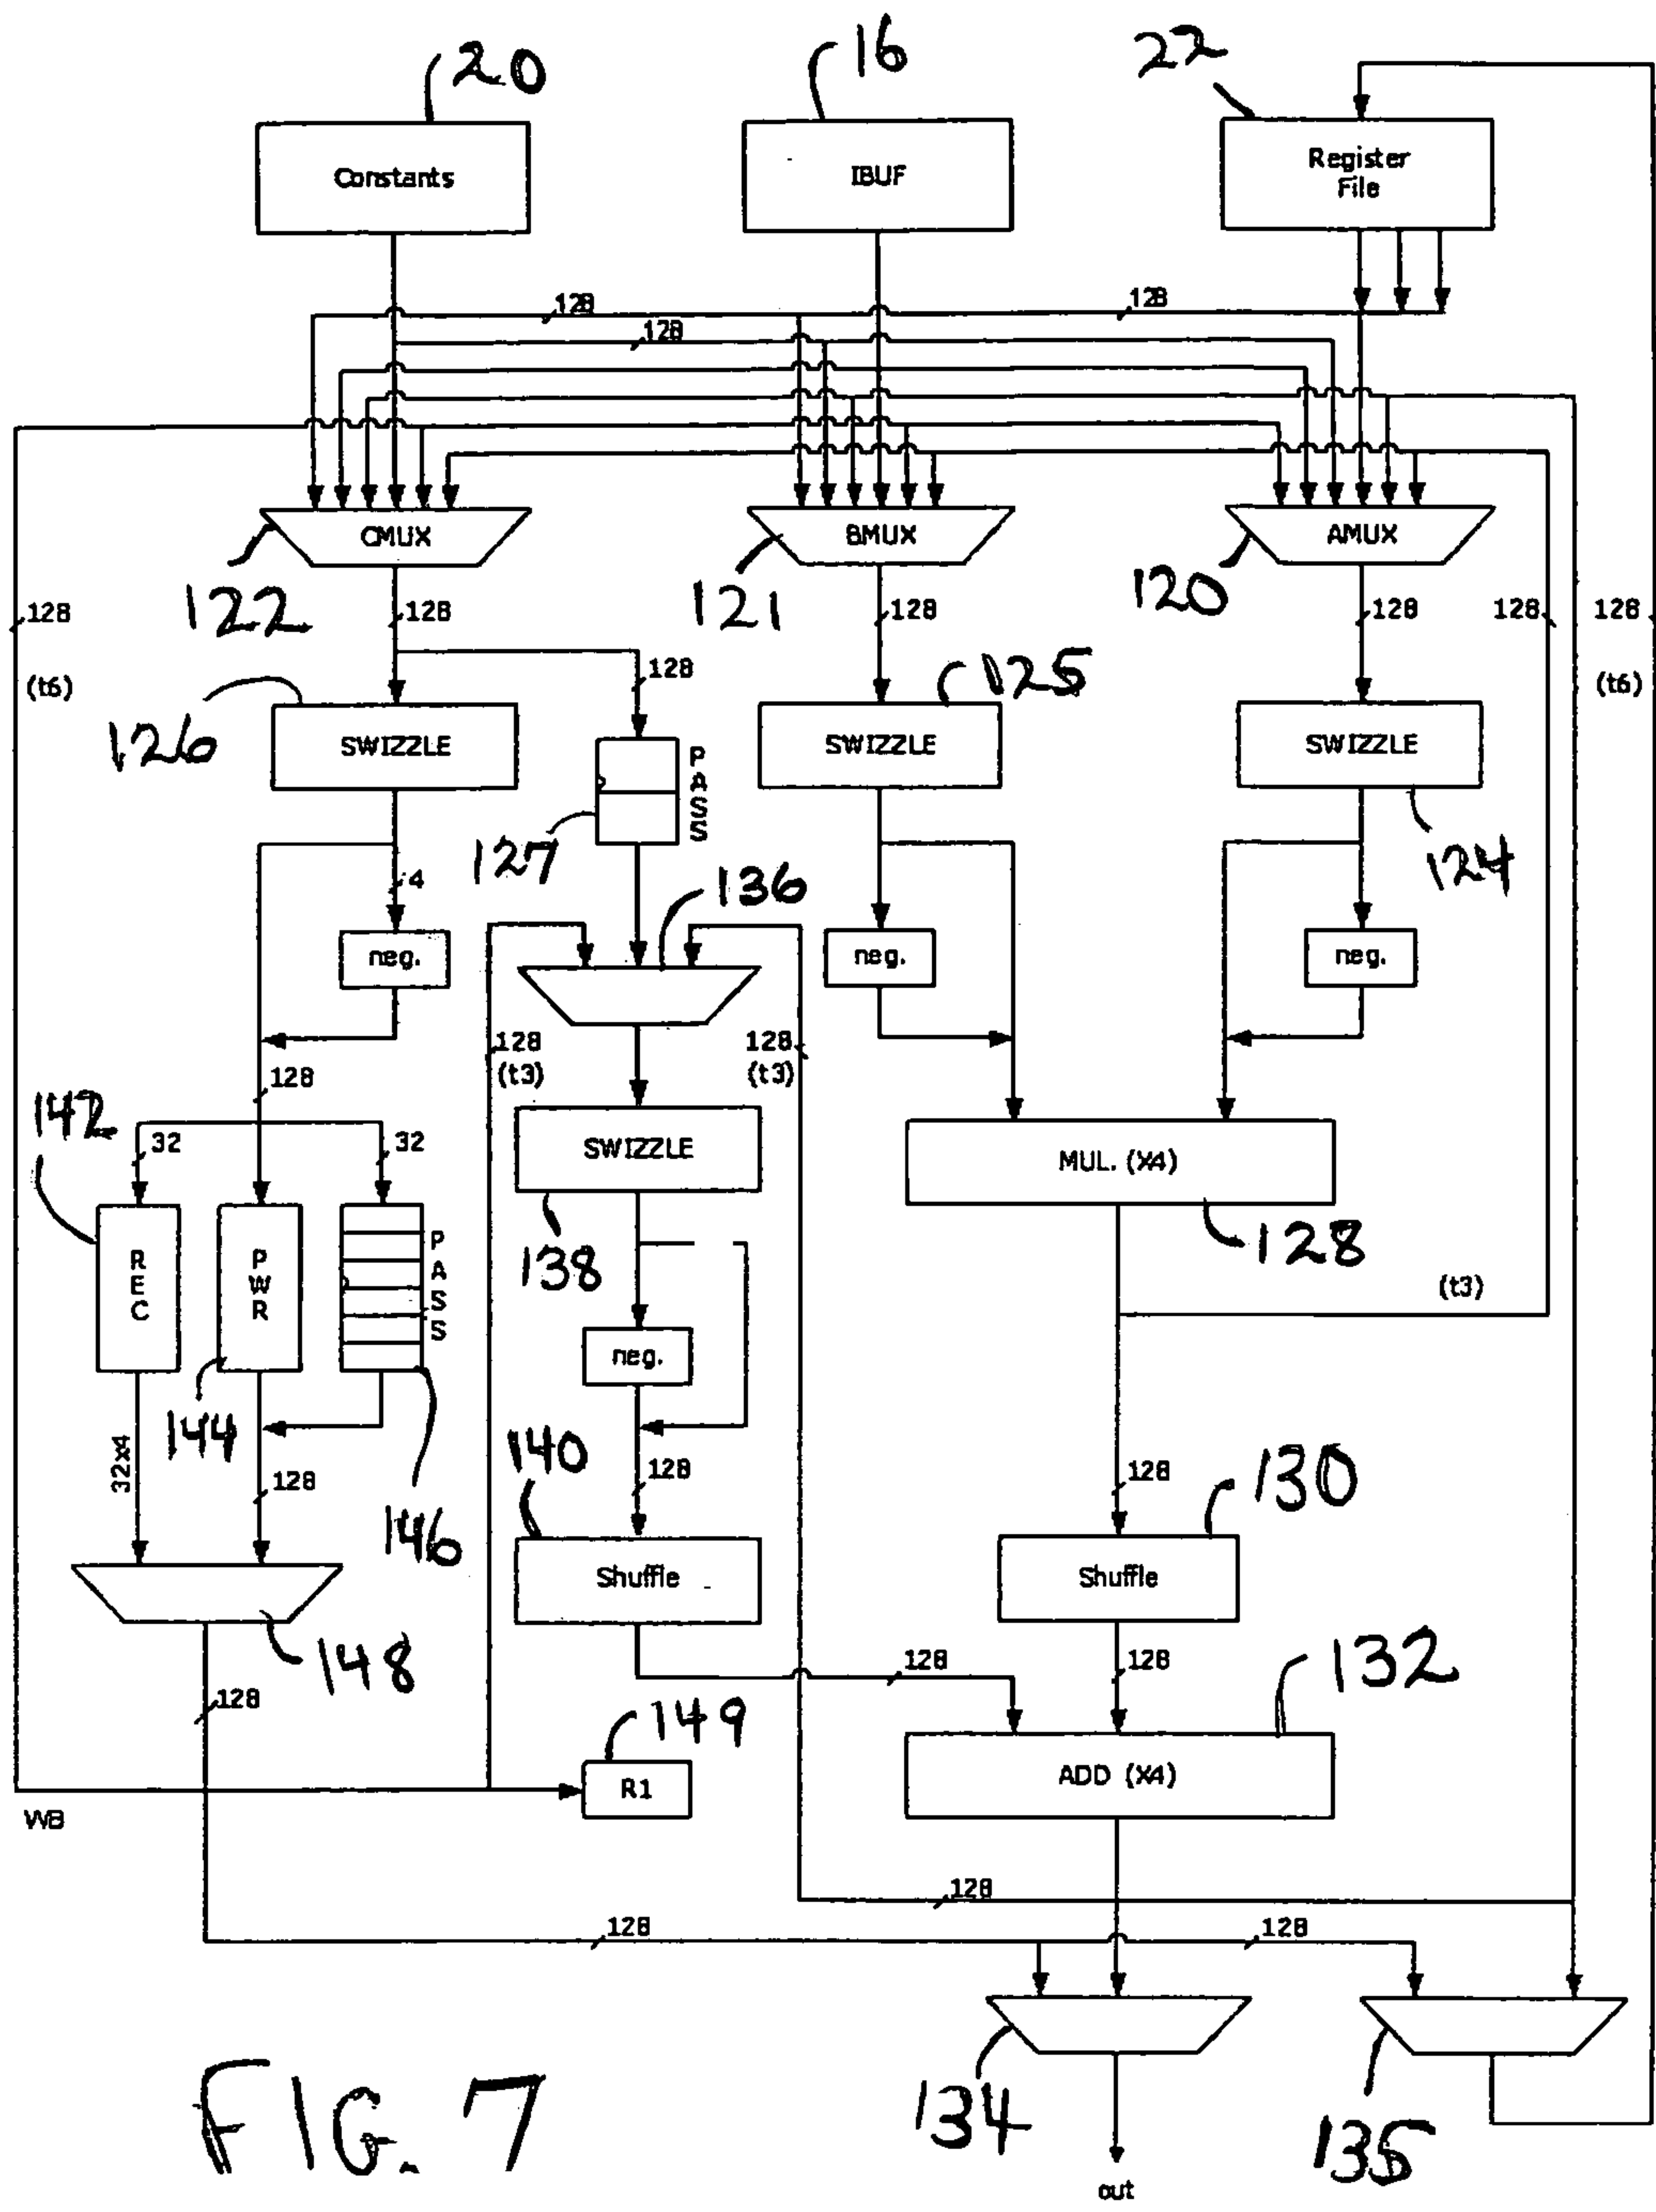 20
16
22
Constants
IBUF
Register
File
128
128
128
CMUX
BMUX
AMUX
122
121
120
128
128
128
128
128
128
(t6)
(t6)
128
126
125
124
SWIZZLE
SWIZZLE
SWIZZLE
PASS
127
136
4
neg.
neg.
neg.
128
(t3)
128
(t3)
128
142
32
32
SWIZZLE
MUL. (X4)
138
128
REC
PWR
PASS
(t3)
neg.
144
140
130
32x4
128
146
128
128
Shuffle
Shuffle
148
128
128
132
128
149
R1
ADD (X4)
WB
128
128
128
134
135
out
FIG. 7